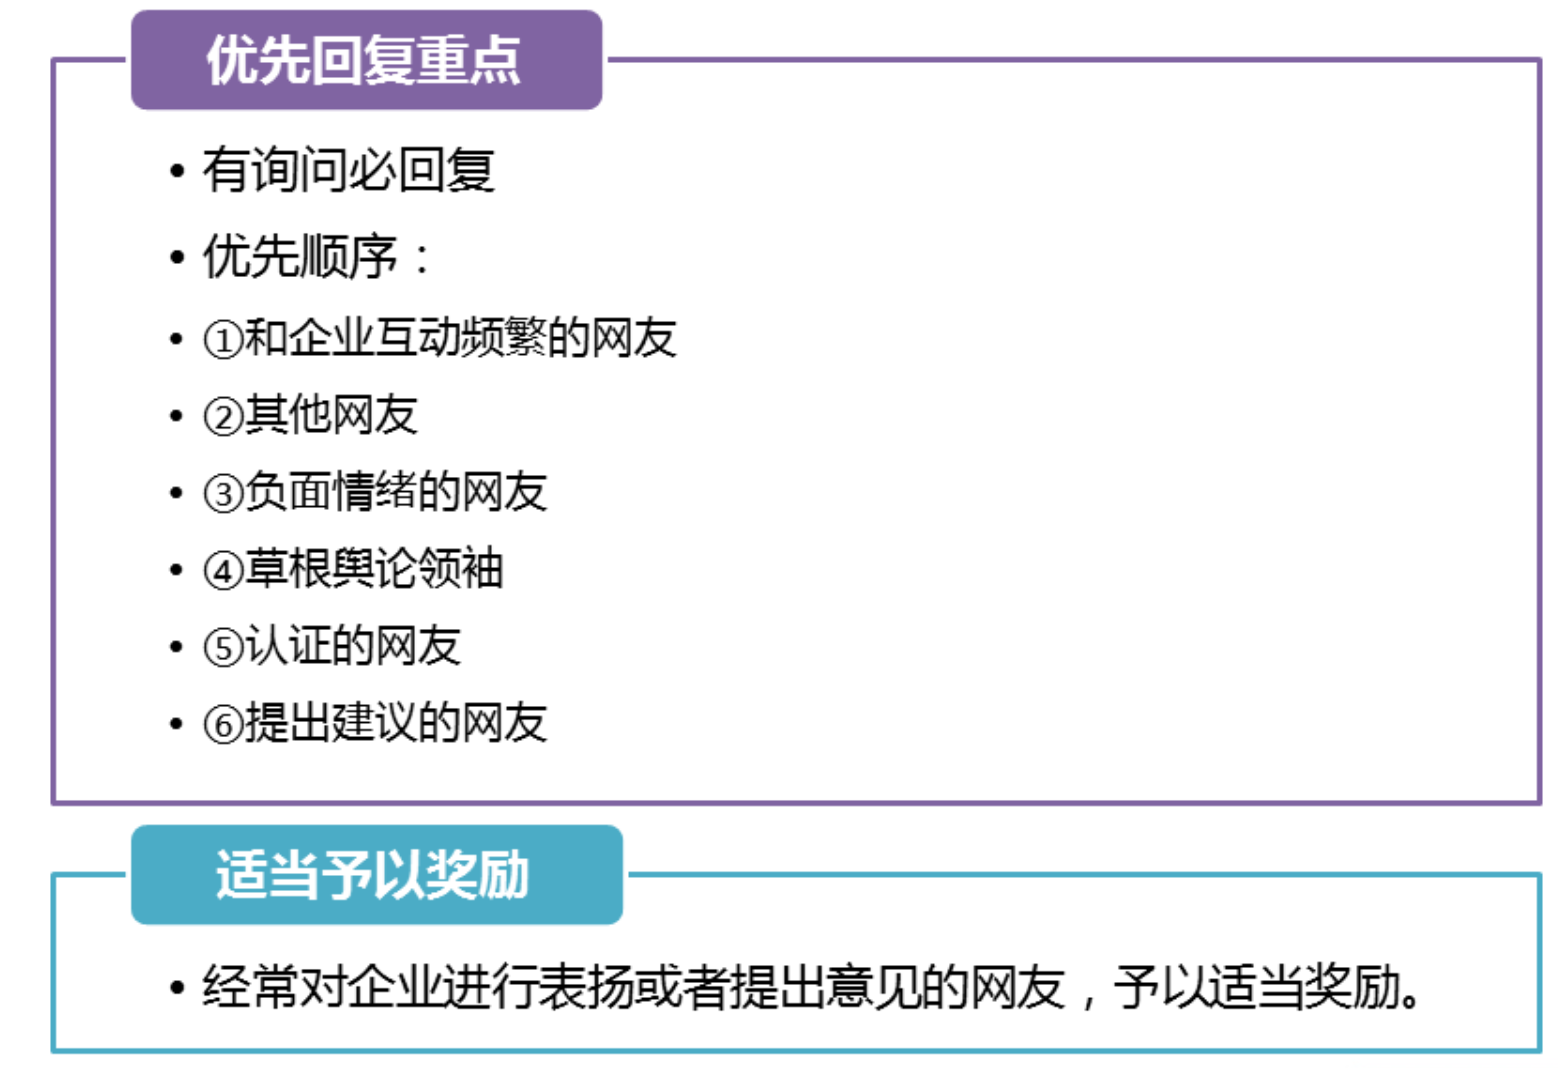 优先回复重点
• 有询问必回复
• 优先顺序：
• ①和企业互动频繁的网友
• ②其他网友
• ③负面情绪的网友
• ④草根舆论领袖
• ⑤认证的网友
• ⑥提出建议的网友
适当予以奖励
• 经常对企业进行表扬或者提出意见的网友，予以适当奖励。